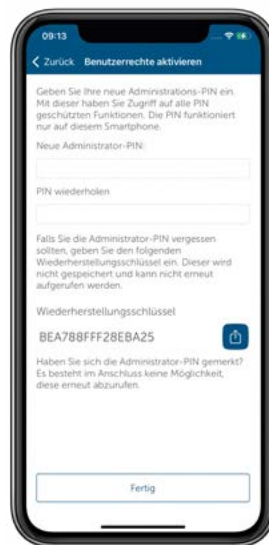 09:13
Zurück Benutzerrechte aktivieren
Geben Sie Ihre neue Administrations-PIN ein.
Mit dieser haben Sie Zugriff auf alle PIN
geschützten Funktionen. Die PIN funktioniert
nur auf diesem Smartphone.
Neue Administrator-PIN:
PIN wiederholen
Falls Sie die Administrator-PIN vergessen
sollten, geben Sie den folgenden
Wiederherstellungsschlüssel ein. Dieser wird
nicht gespeichert und kann nicht erneut
aufgerufen werden.
Wiederherstellungsschlüssel
BEA788FFF28EBA25
Haben Sie sich die Administrator-PIN gemerkt?
Es besteht im Anschluss keine Möglichkeit,
diese erneut abzurufen.
Fertig